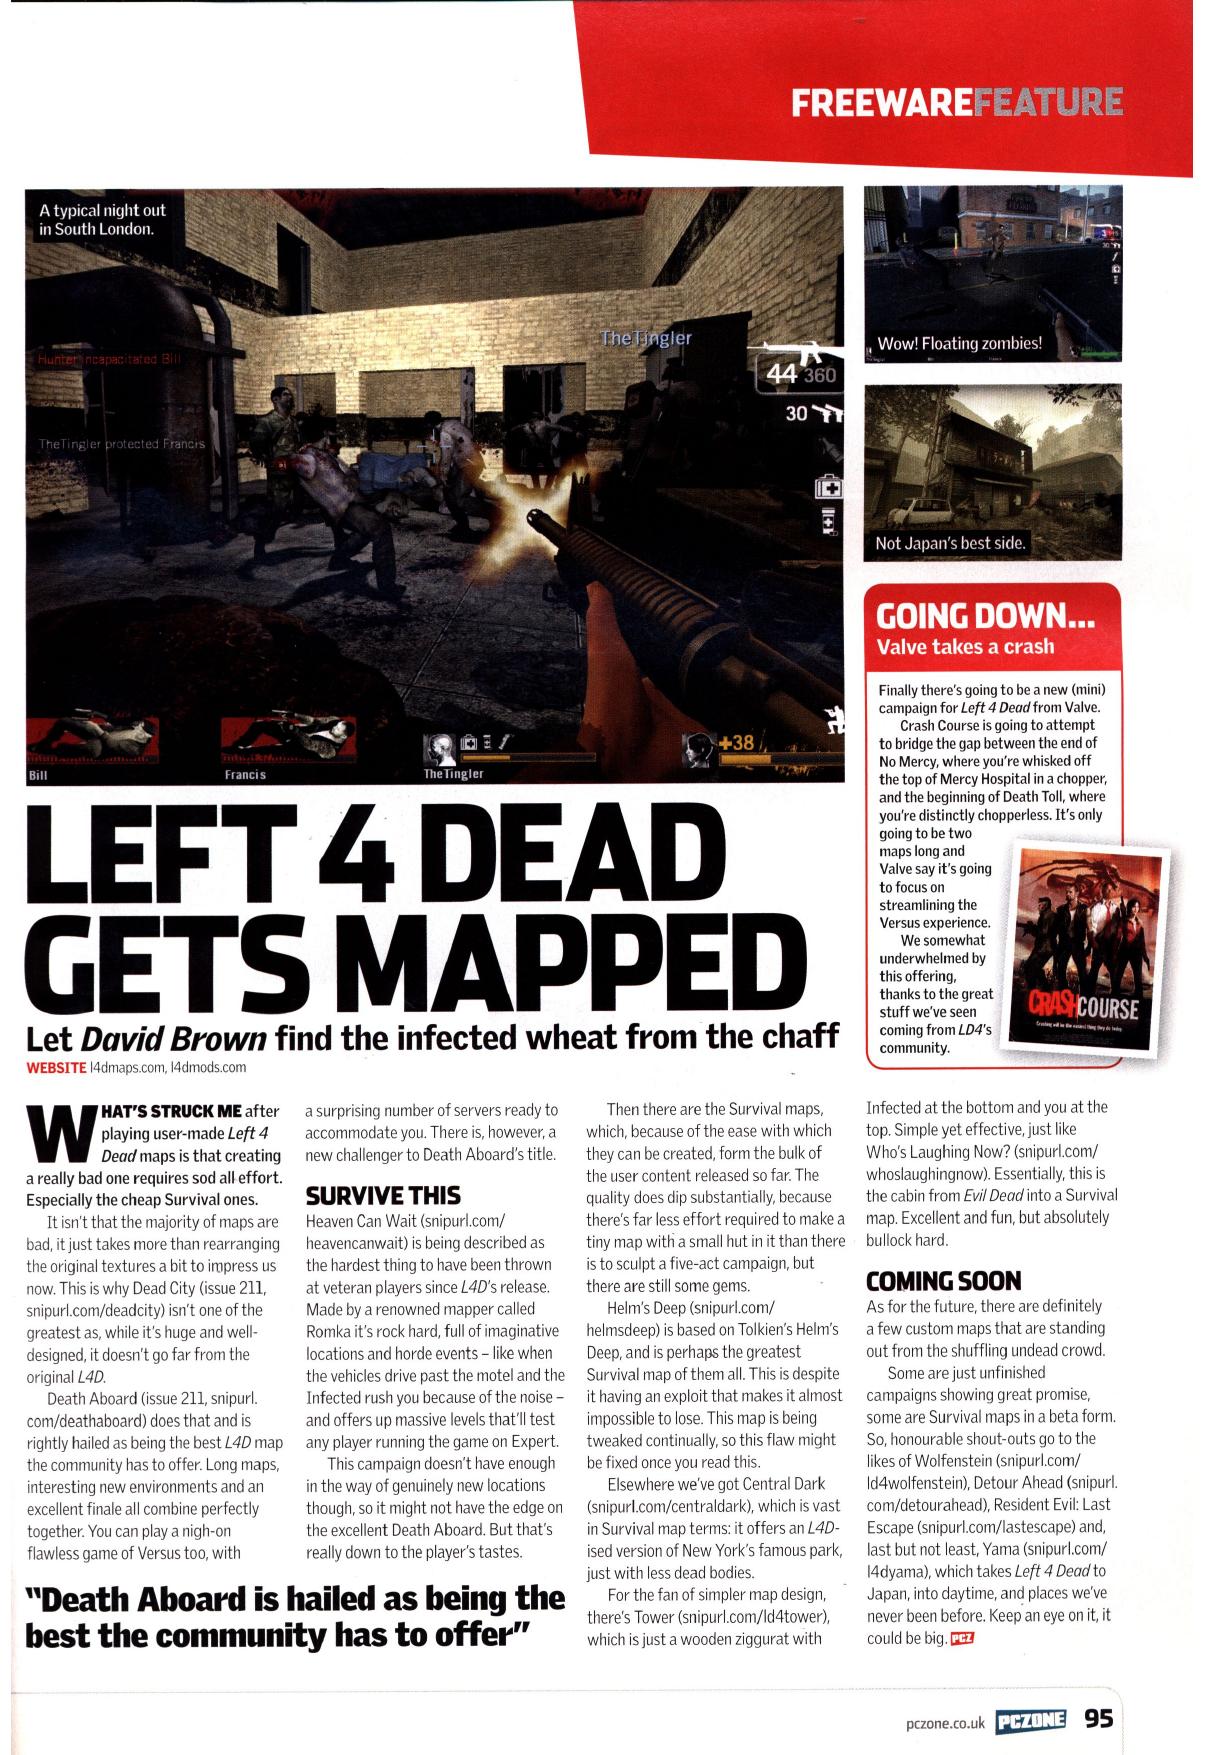 FREEWAREFEATURE
A typical night out
in South London.
Hunter incapacitated Bill
TheTingler protected Francis
TheTingler
44 360
30
Bill
Francis
TheTingler
+38
Wow! Floating zombies!
Not Japan's best side.
LEFT 4 DEAD
GETS MAPPED
Let David Brown find the infected wheat from the chaff
WEBSITE l4dmaps.com, l4dmods.com
WHAT'S STRUCK ME after
playing user-made Left 4
Dead maps is that creating
a really bad one requires sod all effort.
Especially the cheap Survival ones.
It isn't that the majority of maps are
bad, it just takes more than rearranging
the original textures a bit to impress us
now. This is why Dead City (issue 211,
snipurl.com/deadcity) isn't one of the
greatest as, while it's huge and well-
designed, it doesn't go far from the
original L4D.
Death Aboard (issue 211, snipurl.
com/deathaboard) does that and is
rightly hailed as being the best L4D map
the community has to offer. Long maps,
interesting new environments and an
excellent finale all combine perfectly
together. You can play a nigh-on
flawless game of Versus too, with
a surprising number of servers ready to
accommodate you. There is, however, a
new challenger to Death Aboard's title.
SURVIVE THIS
Heaven Can Wait (snipurl.com/
heavencanwait) is being described as
the hardest thing to have been thrown
at veteran players since L4D's release.
Made by a renowned mapper called
Romka it's rock hard, full of imaginative
locations and horde events – like when
the vehicles drive past the motel and the
Infected rush you because of the noise –
and offers up massive levels that'll test
any player running the game on Expert.
This campaign doesn't have enough
in the way of genuinely new locations
though, so it might not have the edge on
the excellent Death Aboard. But that's
really down to the player's tastes.
"Death Aboard is hailed as being the
best the community has to offer"
Then there are the Survival maps,
which, because of the ease with which
they can be created, form the bulk of
the user content released so far. The
quality does dip substantially, because
there's far less effort required to make a
tiny map with a small hut in it than there
is to sculpt a five-act campaign, but
there are still some gems.
Helm's Deep (snipurl.com/
helmsdeep) is based on Tolkien's Helm's
Deep, and is perhaps the greatest
Survival map of them all. This is despite
it having an exploit that makes it almost
impossible to lose. This map is being
tweaked continually, so this flaw might
be fixed once you read this.
Elsewhere we've got Central Dark
(snipurl.com/centraldark), which is vast
in Survival map terms: it offers an L4D-
ised version of New York's famous park,
just with less dead bodies.
For the fan of simpler map design,
there's Tower (snipurl.com/ld4tower),
which is just a wooden ziggurat with
Infected at the bottom and you at the
top. Simple yet effective, just like
Who's Laughing Now? (snipurl.com/
whoslaughingnow). Essentially, this is
the cabin from Evil Dead into a Survival
map. Excellent and fun, but absolutely
bullock hard.
COMING SOON
As for the future, there are definitely
a few custom maps that are standing
out from the shuffling undead crowd.
Some are just unfinished
campaigns showing great promise,
some are Survival maps in a beta form.
So, honourable shout-outs go to the
likes of Wolfenstein (snipurl.com/
ld4wolfenstein), Detour Ahead (snipurl.
com/detourahead), Resident Evil: Last
Escape (snipurl.com/lastescape) and,
last but not least, Yama (snipurl.com/
l4dyama), which takes Left 4 Dead to
Japan, into daytime, and places we've
never been before. Keep an eye on it, it
could be big. PCZ
GOING DOWN...
Valve takes a crash
Finally there's going to be a new (mini)
campaign for Left 4 Dead from Valve.
Crash Course is going to attempt
to bridge the gap between the end of
No Mercy, where you're whisked off
the top of Mercy Hospital in a chopper,
and the beginning of Death Toll, where
you're distinctly chopperless. It's only
going to be two
maps long and
Valve say it's going
to focus on
streamlining the
Versus experience.
We somewhat
underwhelmed by
this offering,
thanks to the great
stuff we've seen
coming from LD4's
community.
CRASH COURSE
Crashing will be the easiest thing they do today.
pczone.co.uk PCZONE 95